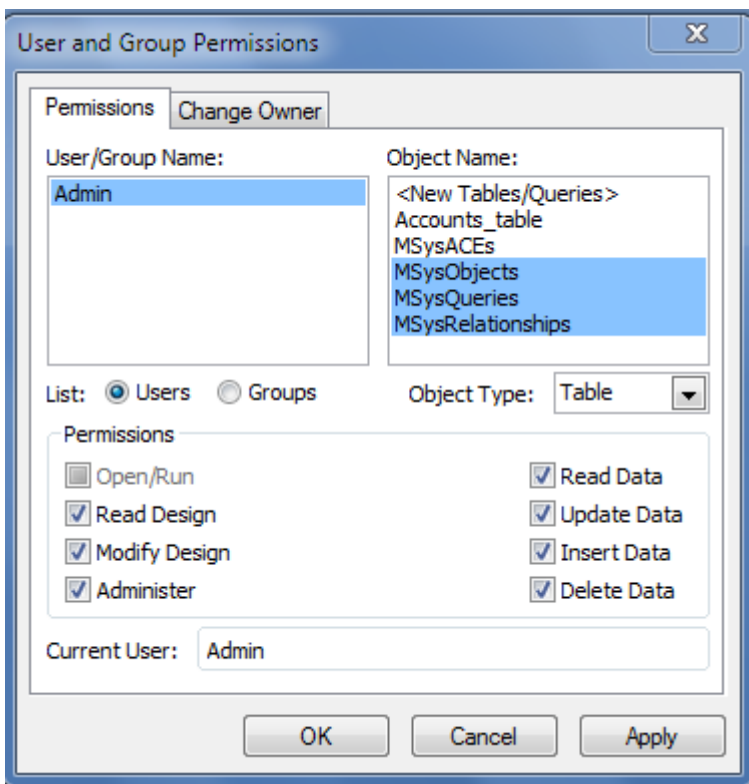 User and Group Permissions
Permissions Change Owner
User/Group Name: Object Name:
Admin
<New Tables/Queries>
Accounts_table
MSysACEs
MSysObjects
MSysQueries
MSysRelationships
List: Users Groups Object Type: Table
Permissions
Open/Run Read Data
Read Design Update Data
Modify Design Insert Data
Administer Delete Data
Current User: Admin
OK Cancel Apply